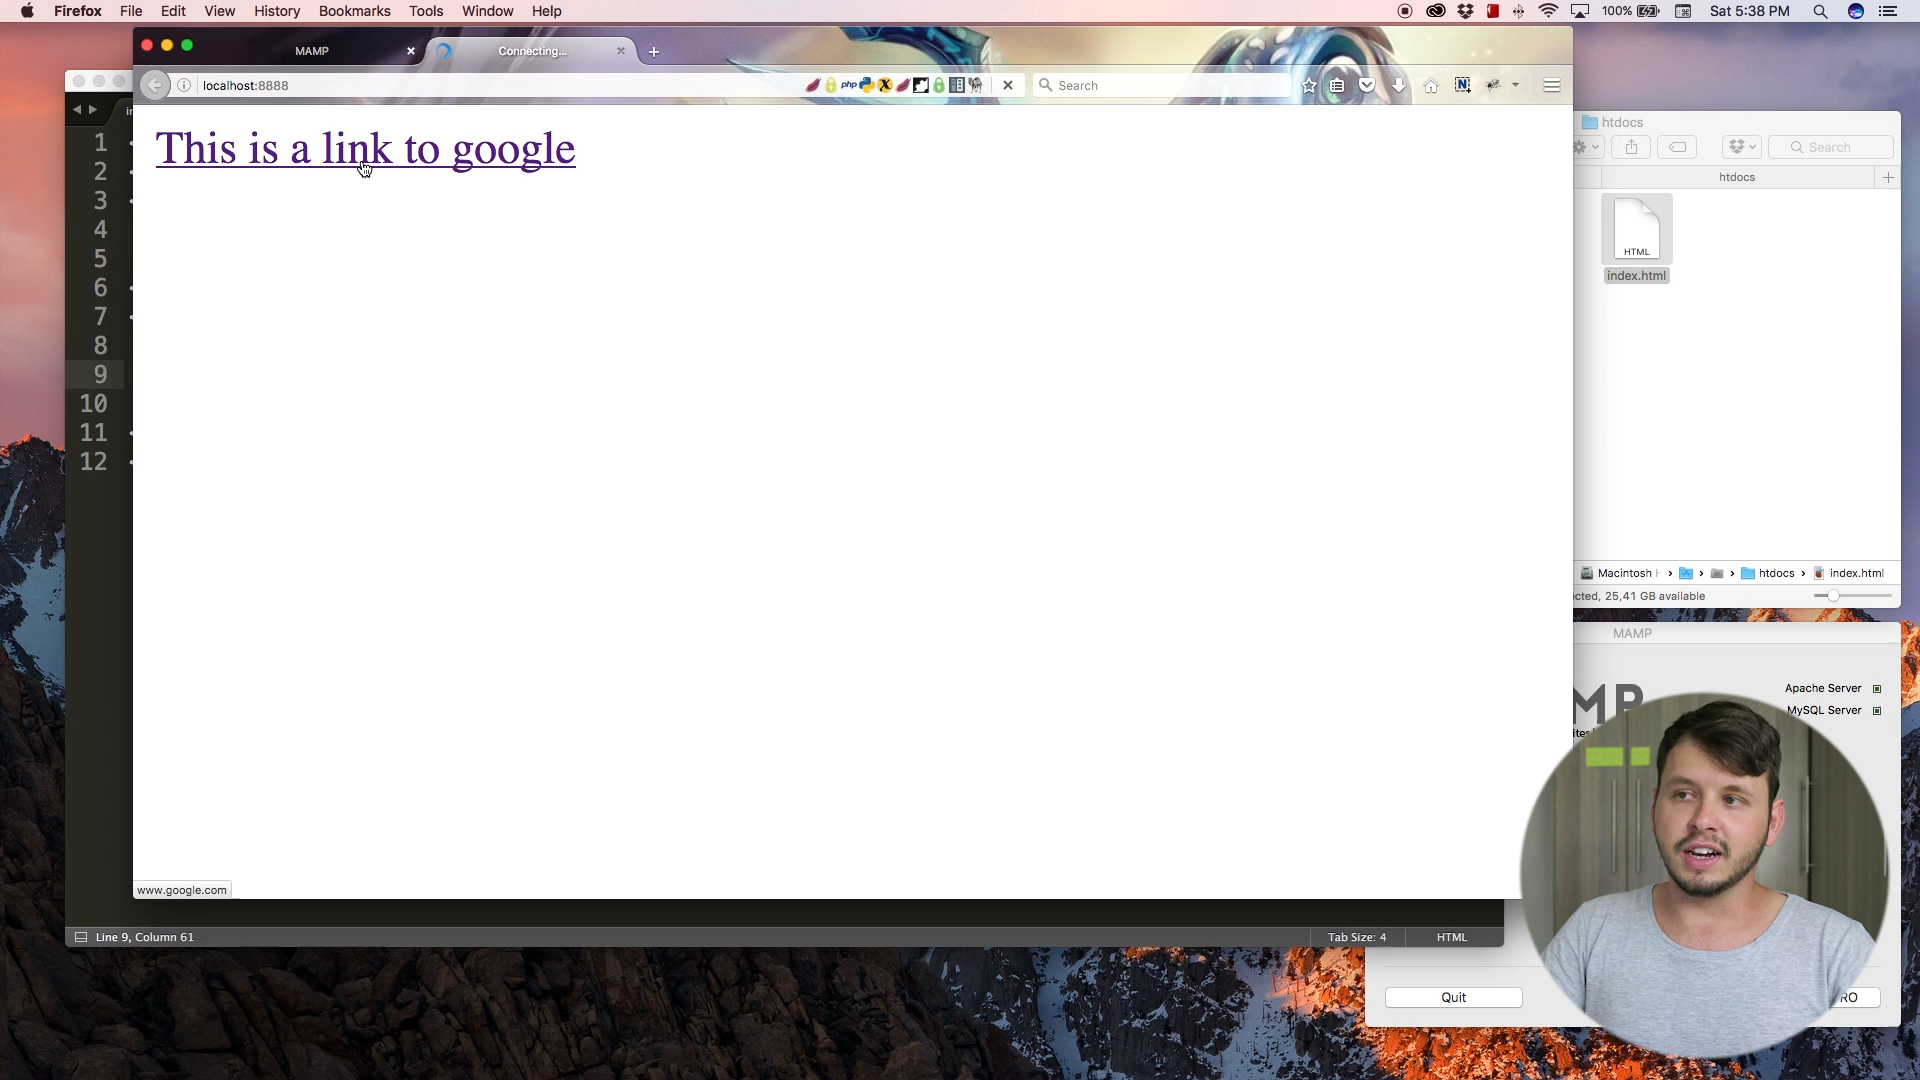 Firefox File Edit View History Bookmarks Tools Window Help
100% Sat 5:38 PM
MAMP
Connecting...
localhost:8888
php
Search
This is a link to google
1
2
3
4
5
6
7
8
9
10
11
12
www.google.com
Line 9, Column 61
Tab Size: 4
HTML
htdocs
Search
htdocs
HTML
index.html
Macintosh
htdocs
index.html
25,41 GB available
MAMP
Apache Server
MySQL Server
Quit